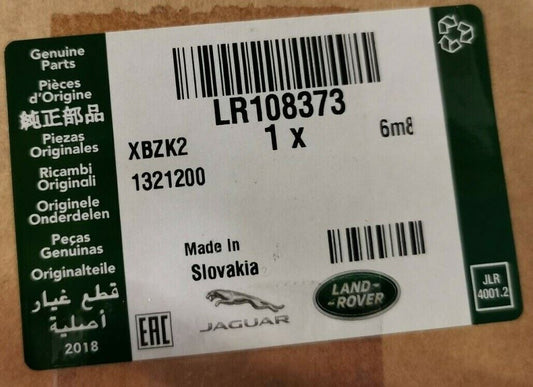 Genuine
Parts
Pièces
d'Origine
純正部品
Piezas
Originales
Ricambi
Originali
Originele
Onderdelen
Peças
Genuinas
Originalteile
قطع غيار
أصلية
2018
LR108373
1 x
6m8
XBZK2
1321200
Made In
Slovakia
EAC
JAGUAR
LAND-
-ROVER
JLR
4001.2